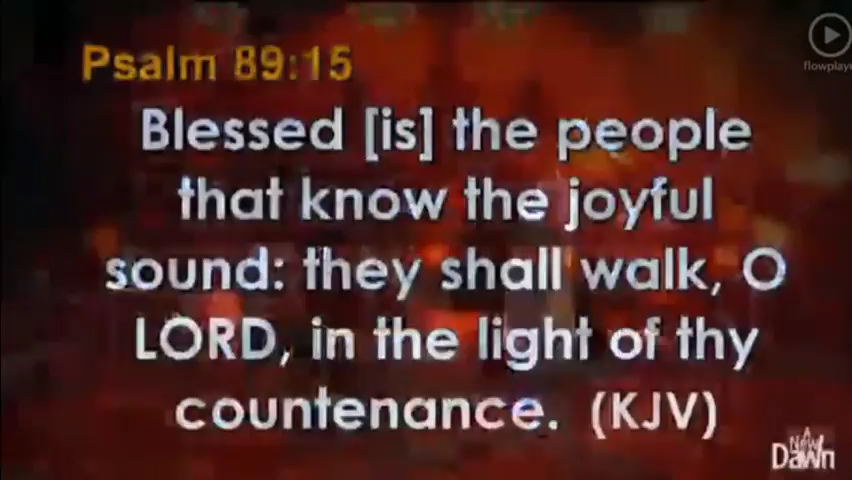 Psalm 89:15
Blessed [is] the people
that know the joyful
sound: they shall walk, O
LORD, in the light of thy
countenance. (KJV)
flowplaye
A
New
Dawn